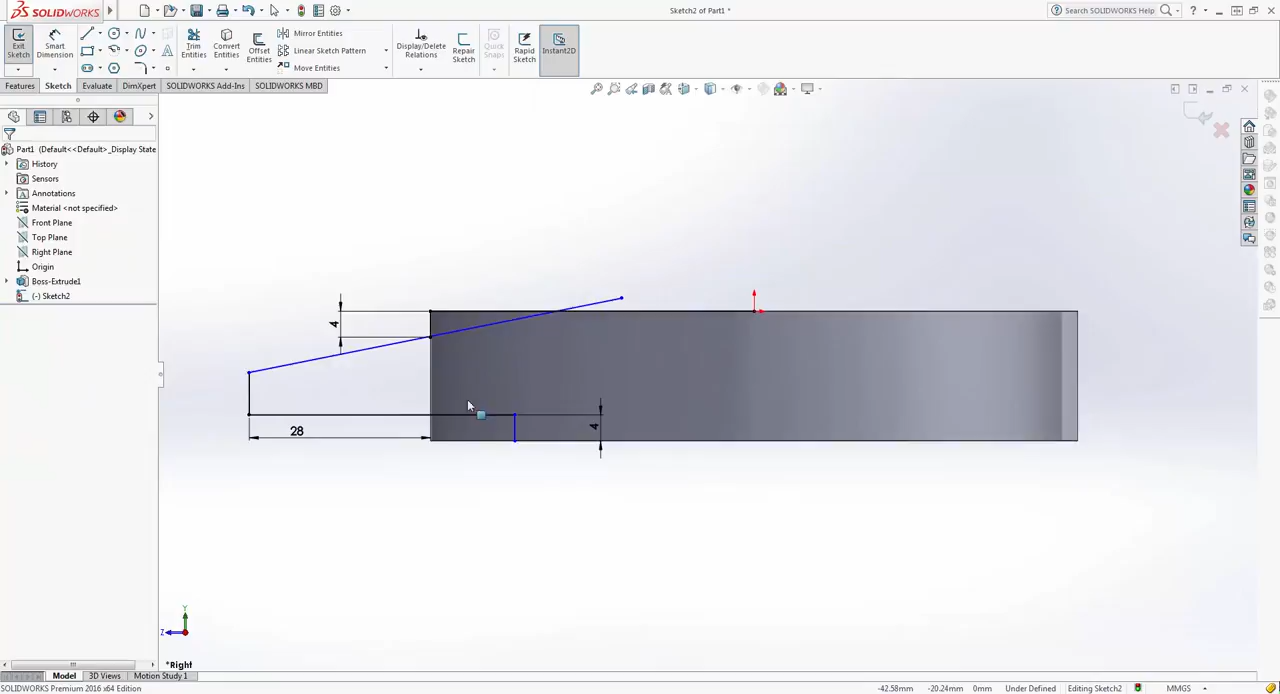 SOLIDWORKS
Sketch2 of Part1 *
Search SOLIDWORKS Help
Exit Sketch
Smart Dimension
Trim Entities
Convert Entities
Offset Entities
Mirror Entities
Linear Sketch Pattern
Move Entities
Display/Delete Relations
Repair Sketch
Quick Snaps
Rapid Sketch
Instant2D
Features
Sketch
Evaluate
DimXpert
SOLIDWORKS Add-Ins
SOLIDWORKS MBD
Part1 (Default<<Default>_Display State
History
Sensors
Annotations
Material <not specified>
Front Plane
Top Plane
Right Plane
Origin
Boss-Extrude1
(-) Sketch2
4
28
4
Y
Z
*Right
Model
3D Views
Motion Study 1
SOLIDWORKS Premium 2016 x64 Edition
-42.58mm
-20.24mm
0mm
Under Defined
Editing Sketch2
MMGS